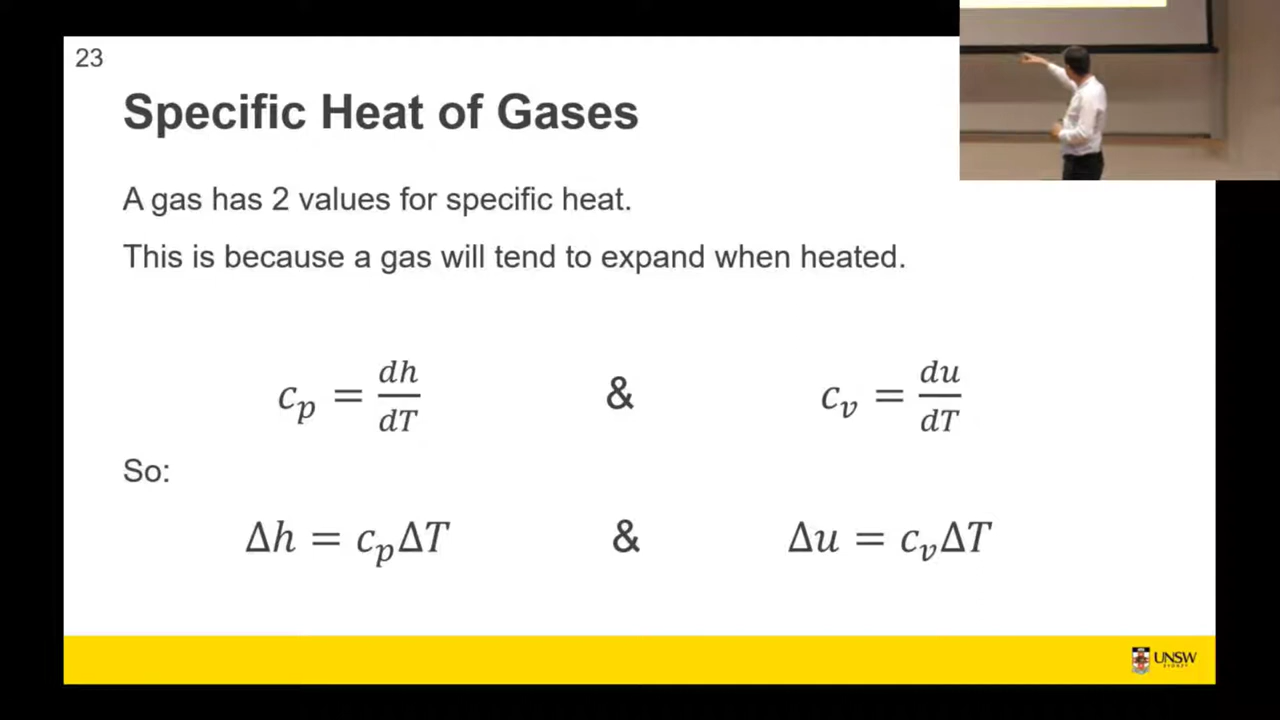 23
Specific Heat of Gases
A gas has 2 values for specific heat.
This is because a gas will tend to expand when heated.
c_p = dh/dT & c_v = du/dT
So:
Δh = c_pΔT & Δu = c_vΔT
UNSW
SYDNEY